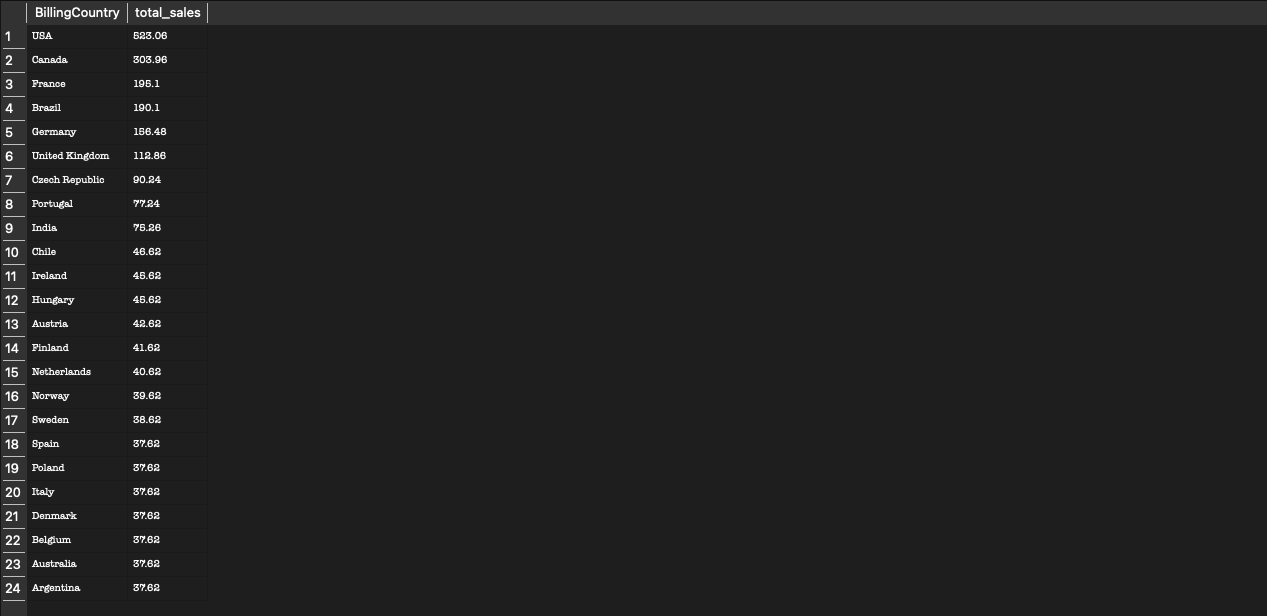 BillingCountry total_sales
1 USA 523.06
2 Canada 303.96
3 France 195.1
4 Brazil 190.1
5 Germany 156.48
6 United Kingdom 112.86
7 Czech Republic 90.24
8 Portugal 77.24
9 India 75.26
10 Chile 46.62
11 Ireland 45.62
12 Hungary 45.62
13 Austria 42.62
14 Finland 41.62
15 Netherlands 40.62
16 Norway 39.62
17 Sweden 38.62
18 Spain 37.62
19 Poland 37.62
20 Italy 37.62
21 Denmark 37.62
22 Belgium 37.62
23 Australia 37.62
24 Argentina 37.62